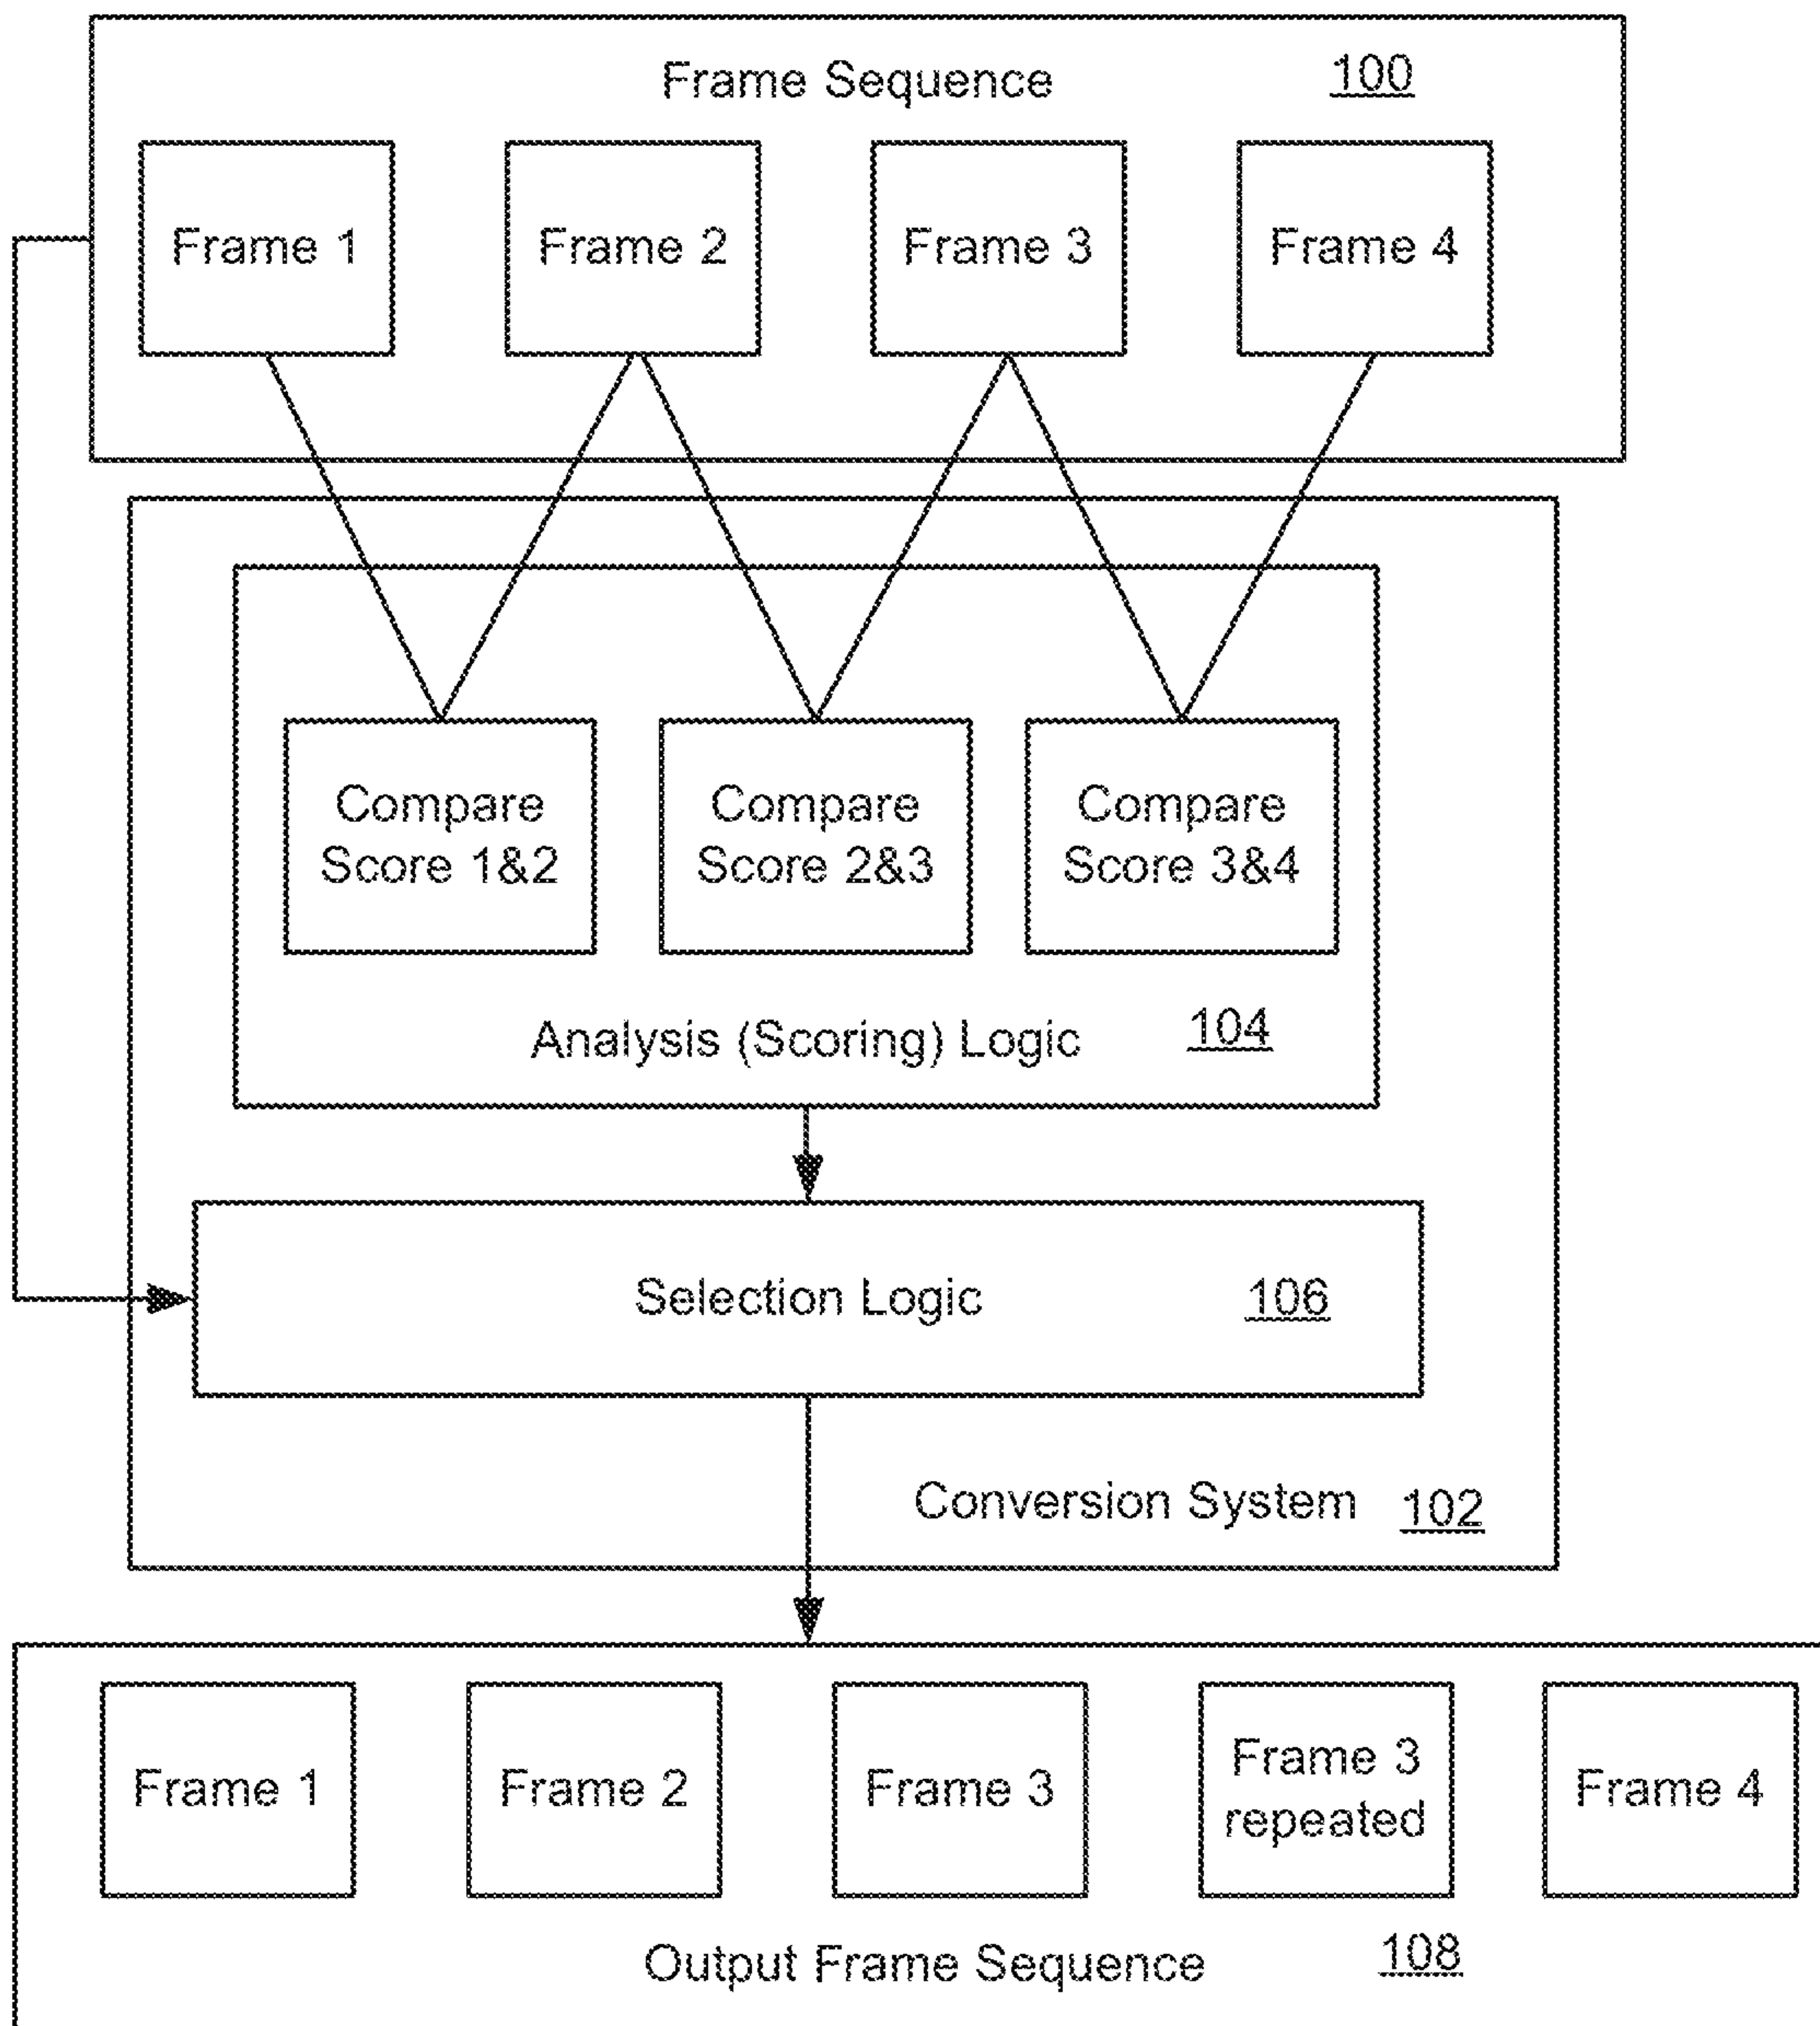 Frame Sequence 100
Frame 1 Frame 2 Frame 3 Frame 4
Compare
Score 1&2
Compare
Score 2&3
Compare
Score 3&4
Analysis (Scoring) Logic 104
Selection Logic 106
Conversion System 102
Frame 1 Frame 2 Frame 3
Frame 3
repeated
Frame 4
Output Frame Sequence 108